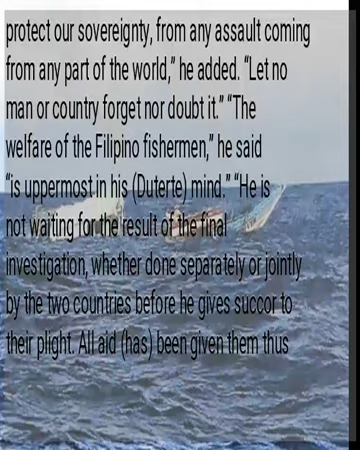 protect our sovereignty, from any assault coming
from any part of the world,” he added. “Let no
man or country forget nor doubt it.” “The
welfare of the Filipino fishermen,” he said
“is uppermost in his (Duterte) mind.” “He is
not waiting for the result of the final
investigation, whether done separately or jointly
by the two countries before he gives succor to
their plight. All aid (has) been given them thus